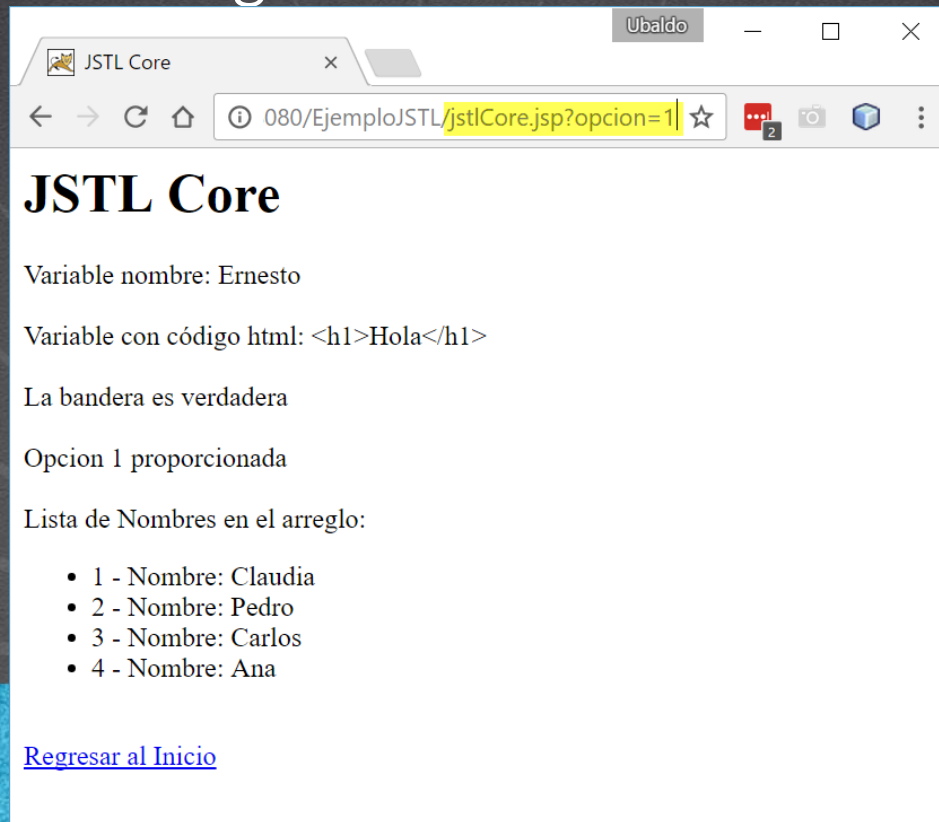 Ubaldo
JSTL Core
080/EjemploJSTL/jstlCore.jsp?opcion=1
2
JSTL Core
Variable nombre: Ernesto
Variable con código html: <h1>Hola</h1>
La bandera es verdadera
Opcion 1 proporcionada
Lista de Nombres en el arreglo:
1 - Nombre: Claudia
2 - Nombre: Pedro
3 - Nombre: Carlos
4 - Nombre: Ana
Regresar al Inicio